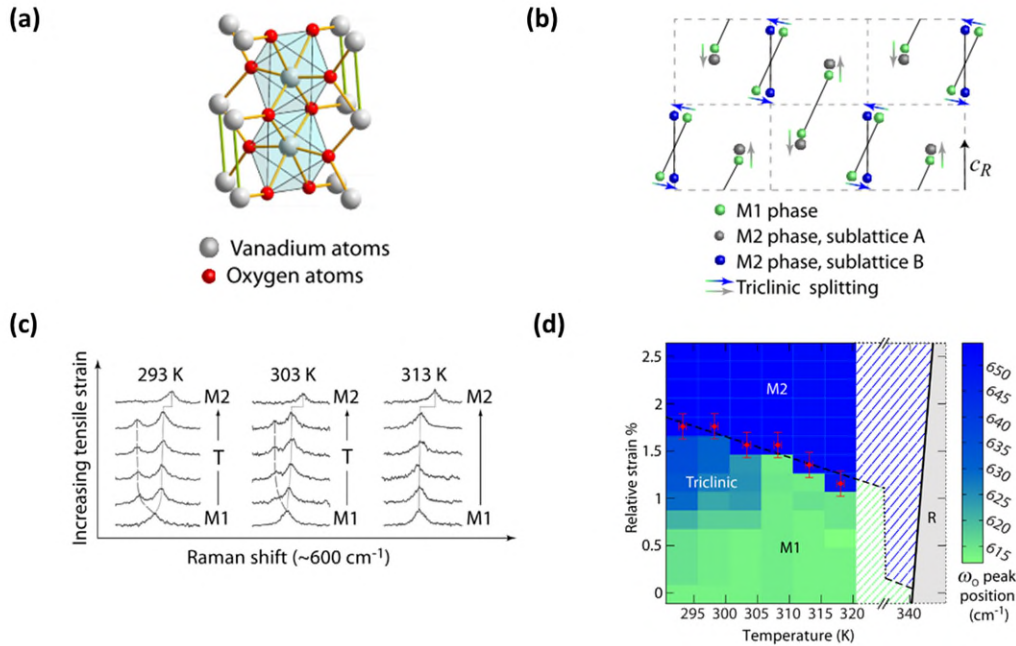 (a)
Vanadium atoms
Oxygen atoms
(b)
c_R
M1 phase
M2 phase, sublattice A
M2 phase, sublattice B
Triclinic splitting
(c)
Increasing tensile strain
293 K
303 K
313 K
M2
M2
M2
T
T
M1
M1
M1
Raman shift (~600 cm⁻¹)
(d)
Relative strain %
2.5
2
1.5
1
0.5
0
M2
Triclinic
M1
R
295
300
305
310
315
320
340
Temperature (K)
650
645
640
635
630
625
620
615
ω₀ peak
position
(cm⁻¹)